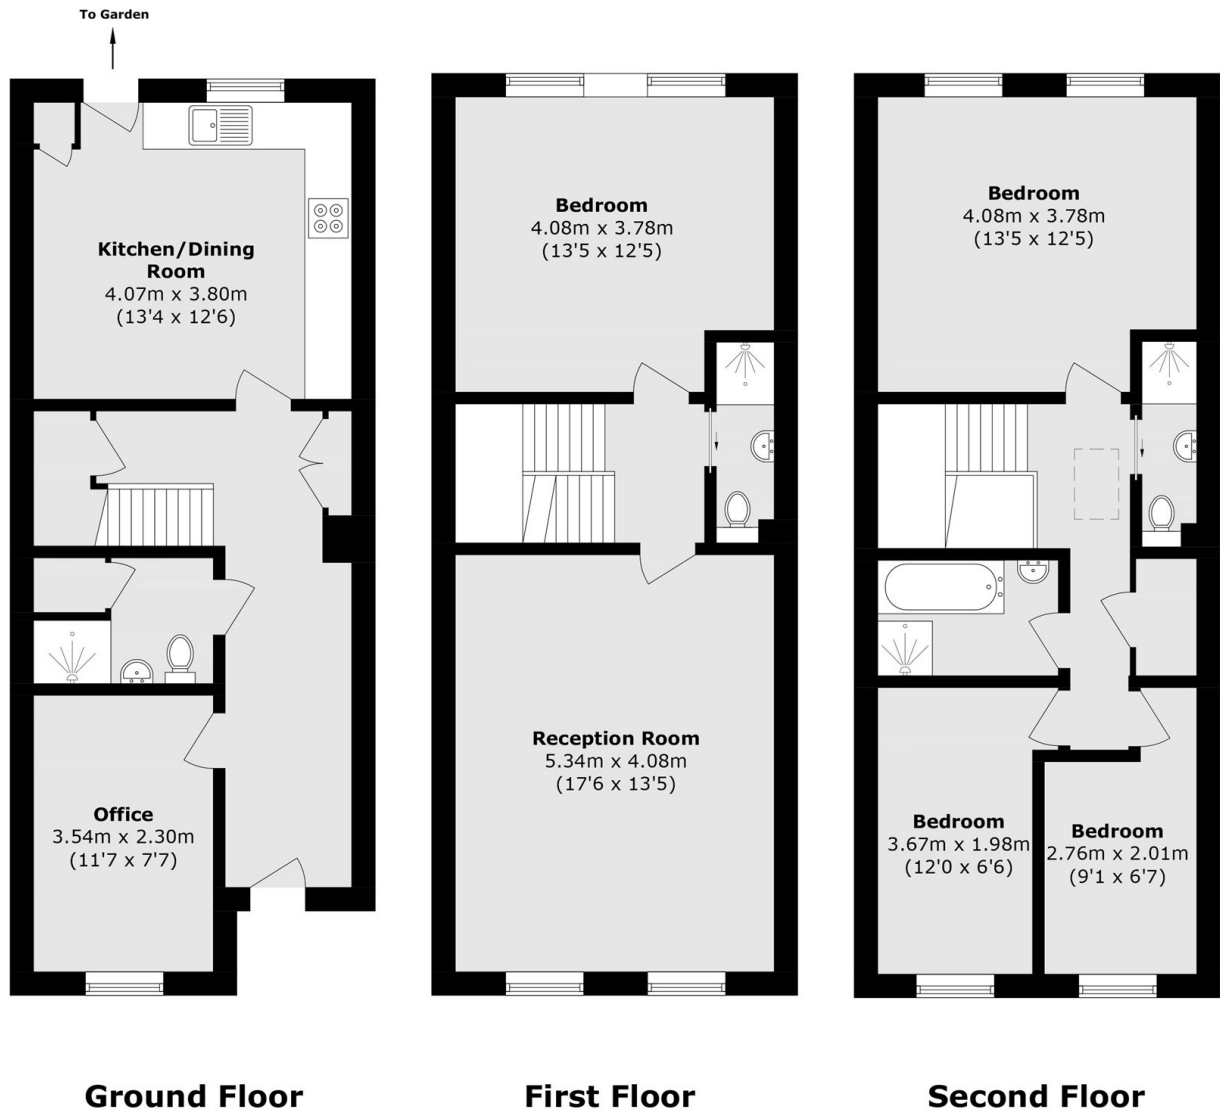 To Garden
Kitchen/Dining
Room
4.07m x 3.80m
(13'4 x 12'6)
Office
3.54m x 2.30m
(11'7 x 7'7)
Ground Floor
Bedroom
4.08m x 3.78m
(13'5 x 12'5)
Reception Room
5.34m x 4.08m
(17'6 x 13'5)
First Floor
Bedroom
4.08m x 3.78m
(13'5 x 12'5)
Bedroom
3.67m x 1.98m
(12'0 x 6'6)
Bedroom
2.76m x 2.01m
(9'1 x 6'7)
Second Floor